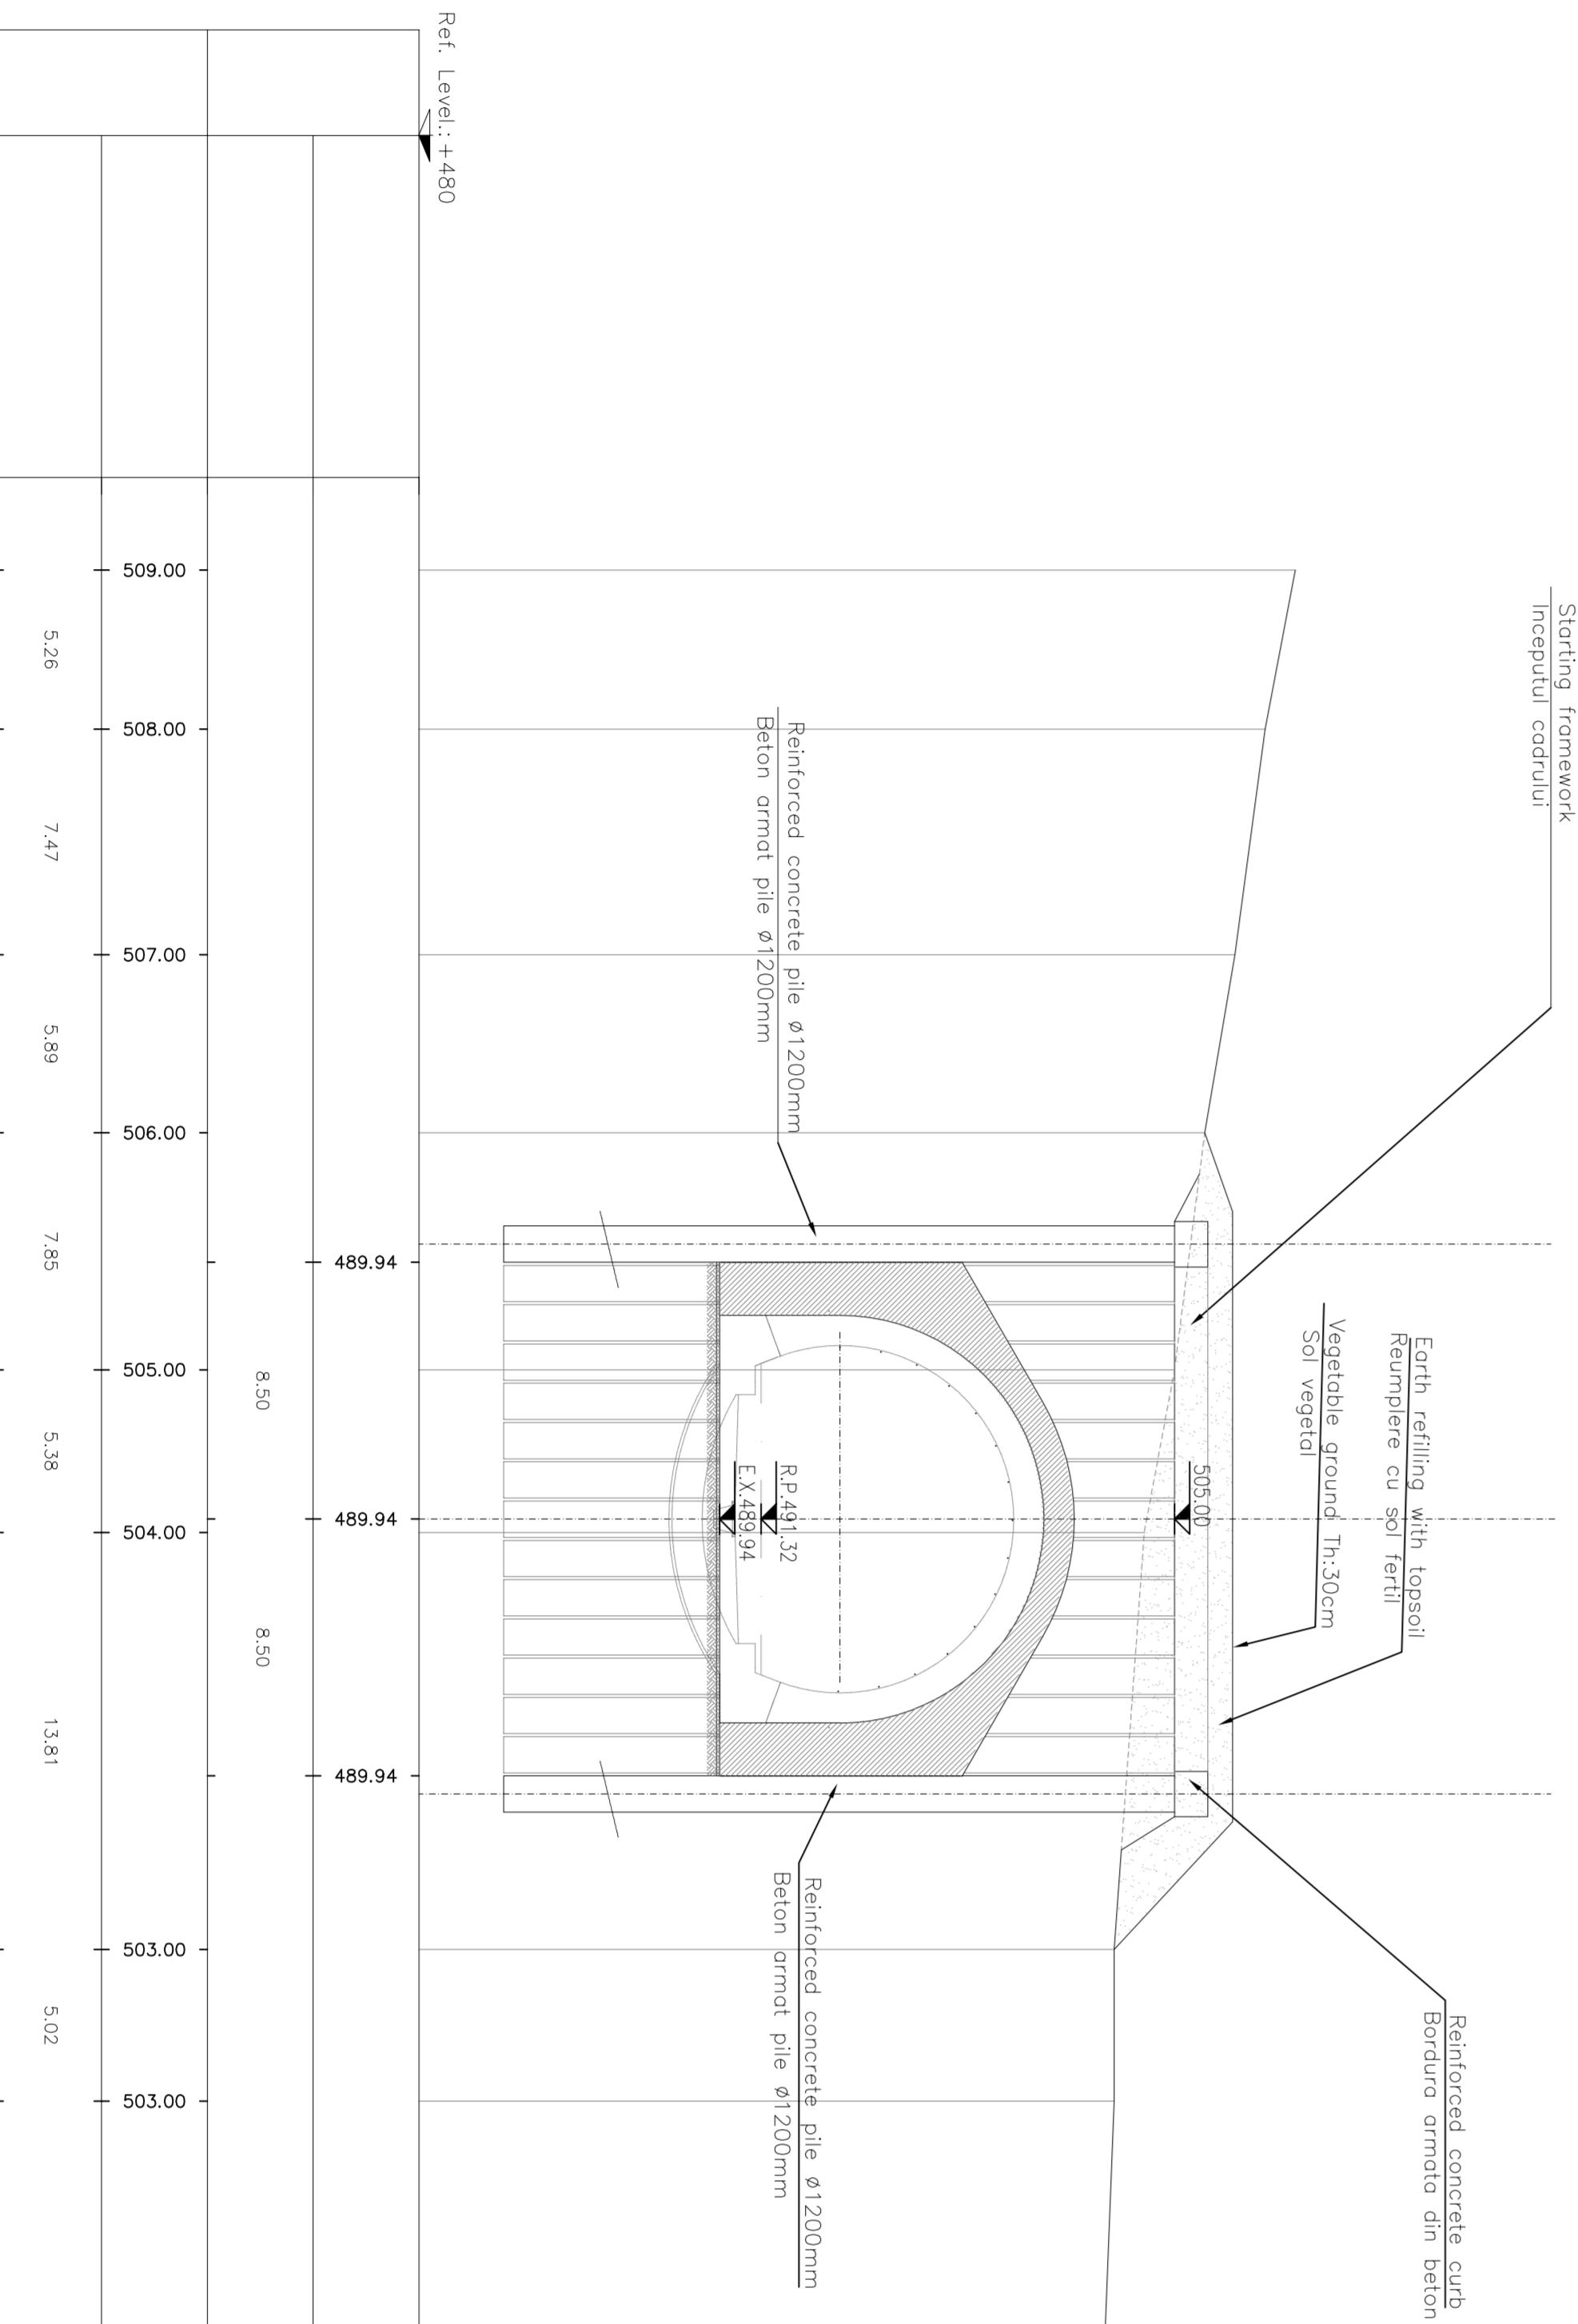 Starting framework
Inceputul cadrului
Earth refilling with topsoil
Reumplere cu sol fertil
Vegetable ground Th:30cm
Sol vegetal
Reinforced concrete curb
Bordura armata din beton
505.00
Reinforced concrete pile Ø1200mm
Beton armat pile Ø1200mm
R.P.491.32
E.X.489.94
Reinforced concrete pile Ø1200mm
Beton armat pile Ø1200mm
Ref. Level.: +480
489.94
489.94
489.94
8.50
8.50
509.00
508.00
507.00
506.00
505.00
504.00
503.00
503.00
5.26
7.47
5.89
7.85
5.38
13.81
5.02